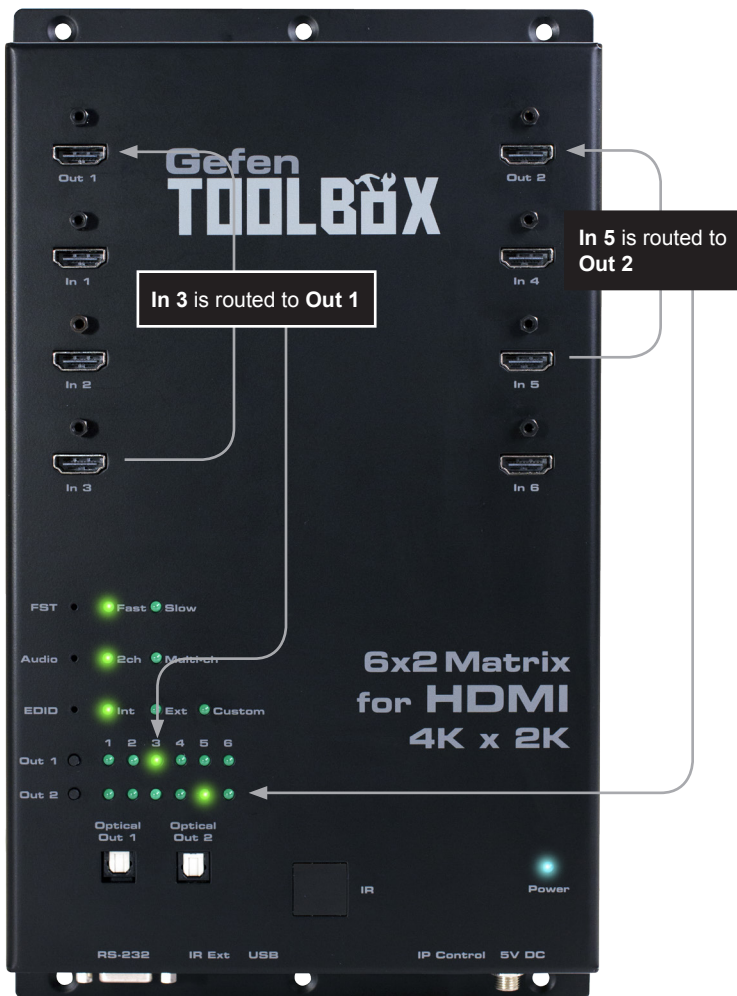 Out 1
Gefen
TOOLBOX
Out 2
In 1
In 4
In 5 is routed to
Out 2
In 3 is routed to Out 1
In 2
In 5
In 3
In 6
FST Fast Slow
Audio 2ch Multi-ch
6x2 Matrix
for HDMI
4K x 2K
EDID Int Ext Custom
1 2 3 4 5 6
Out 1
Out 2
Optical
Out 1
Optical
Out 2
IR
Power
RS-232 IR Ext USB IP Control 5V DC